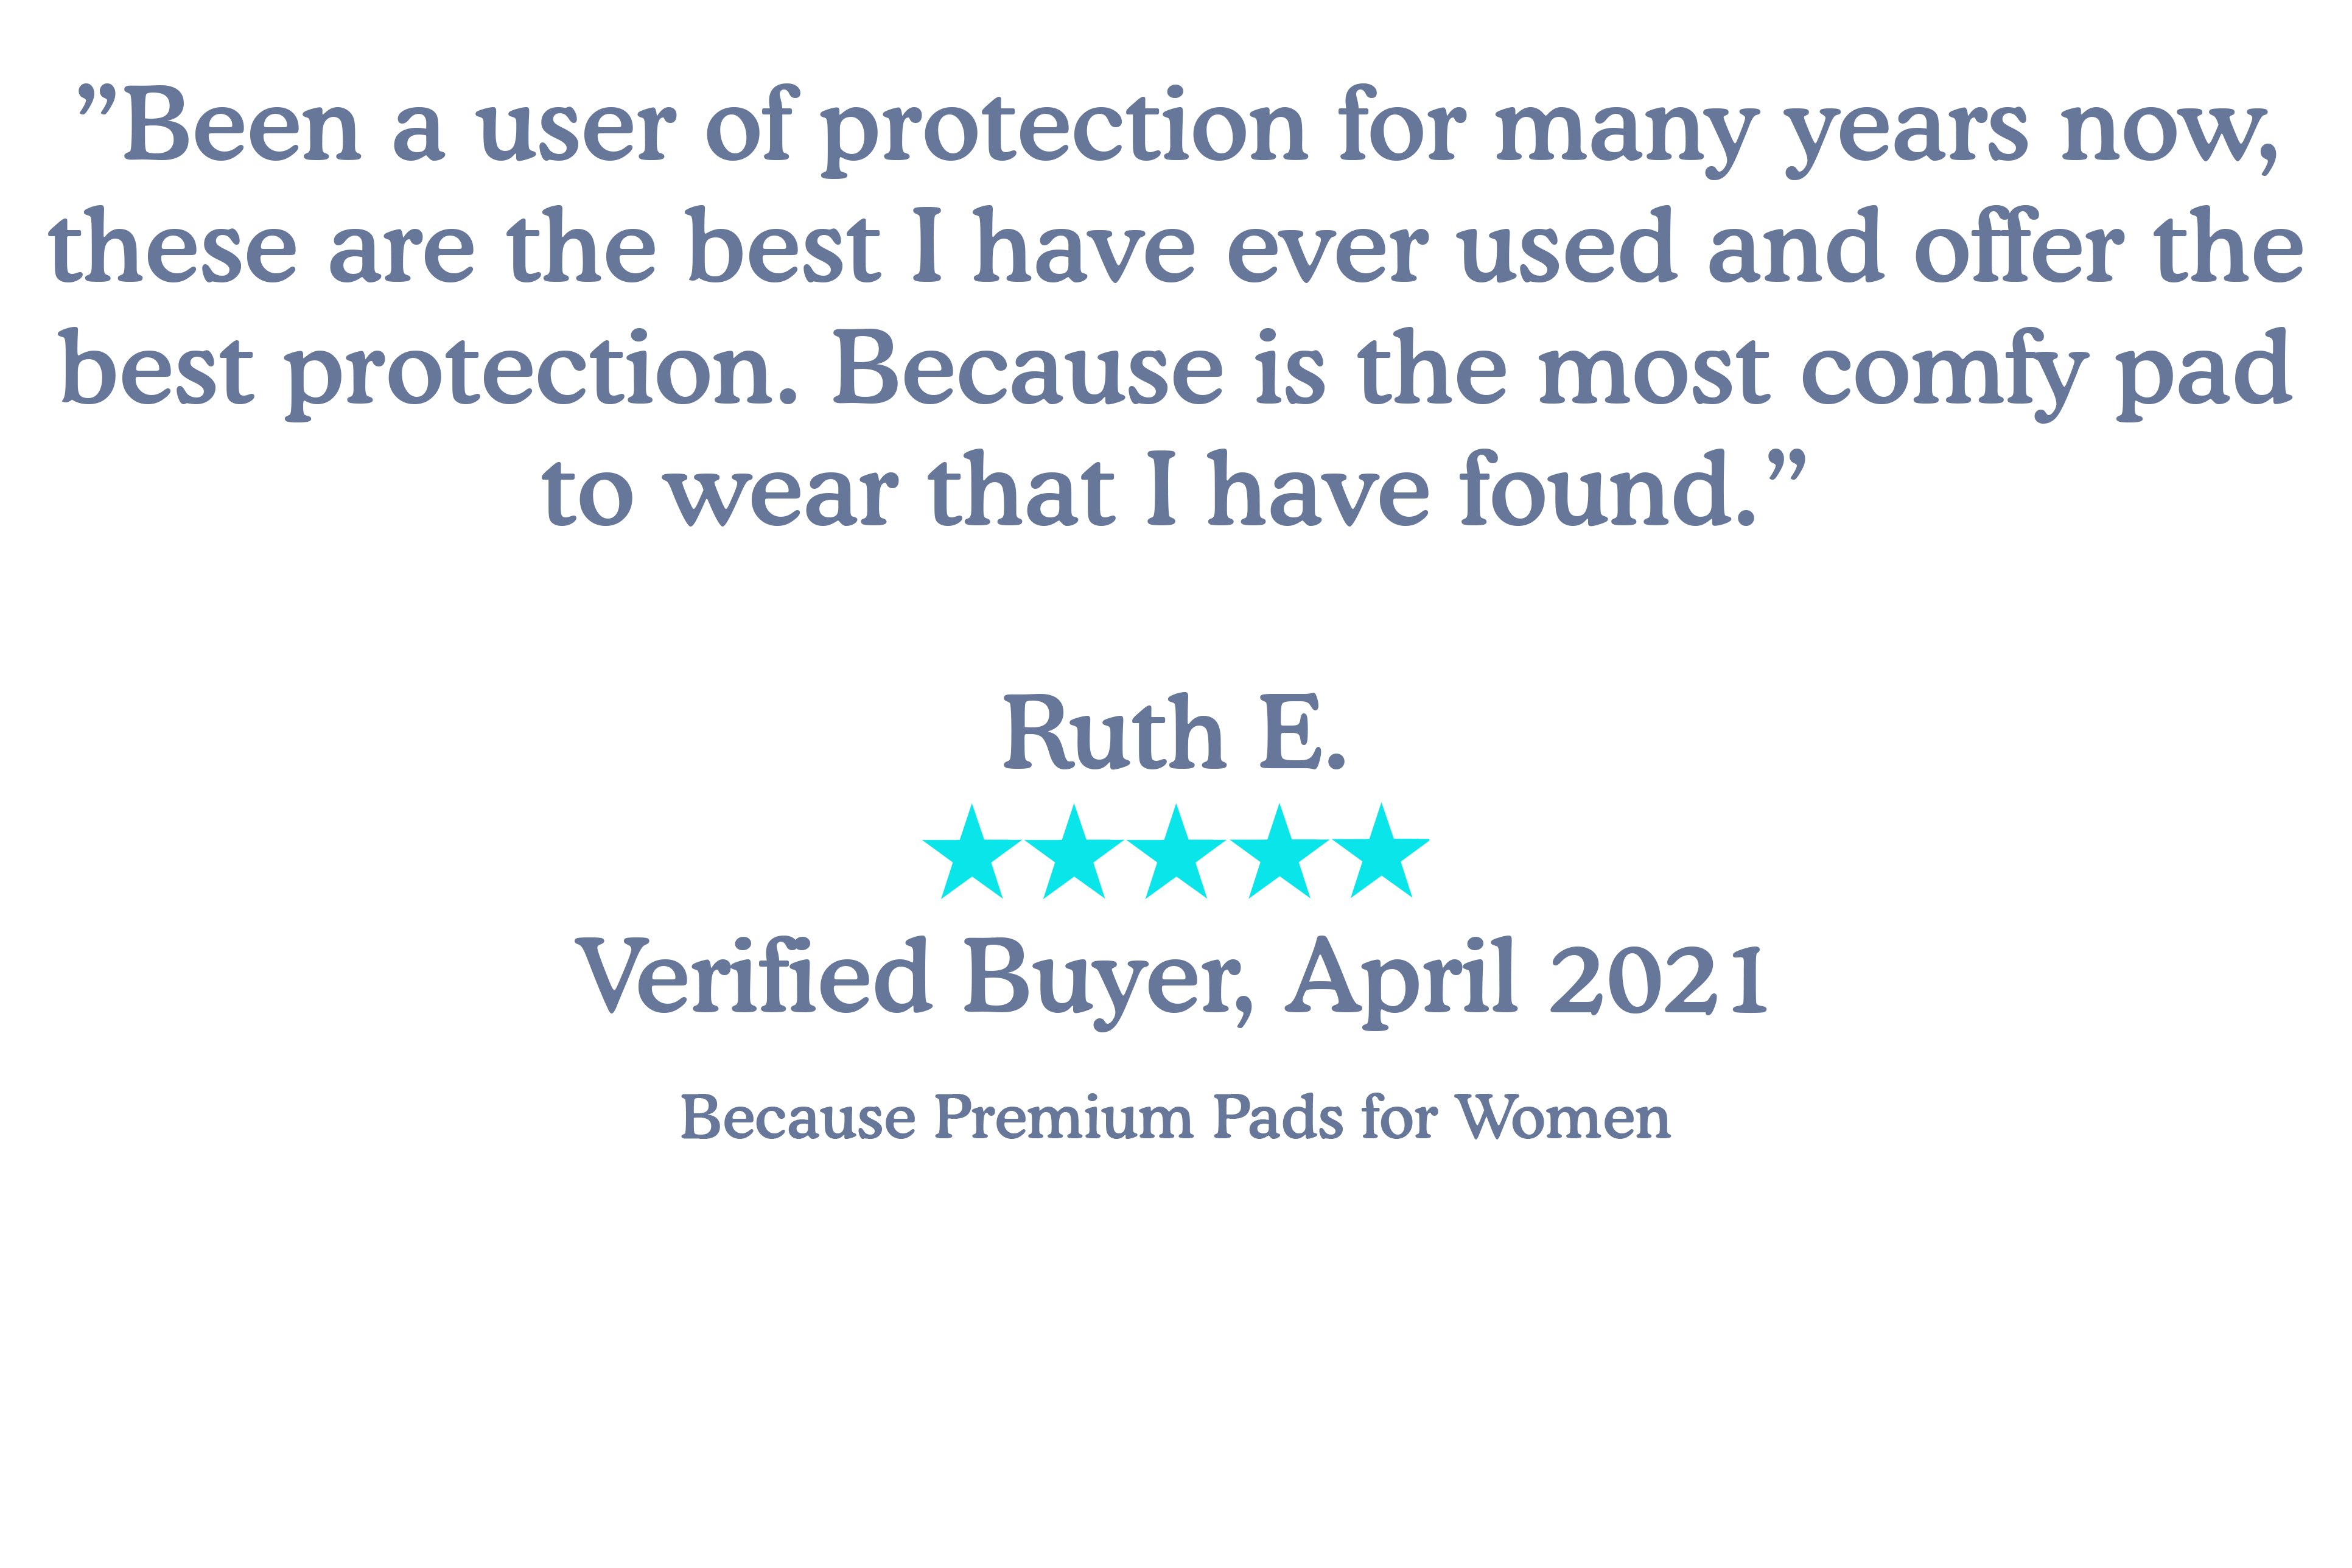 ”Been a user of protection for many years now,
these are the best I have ever used and offer the
best protection. Because is the nost comfy pad
to wear that I have found.”
Ruth E.
Verified Buyer, April 2021
Because Premium Pads for Women